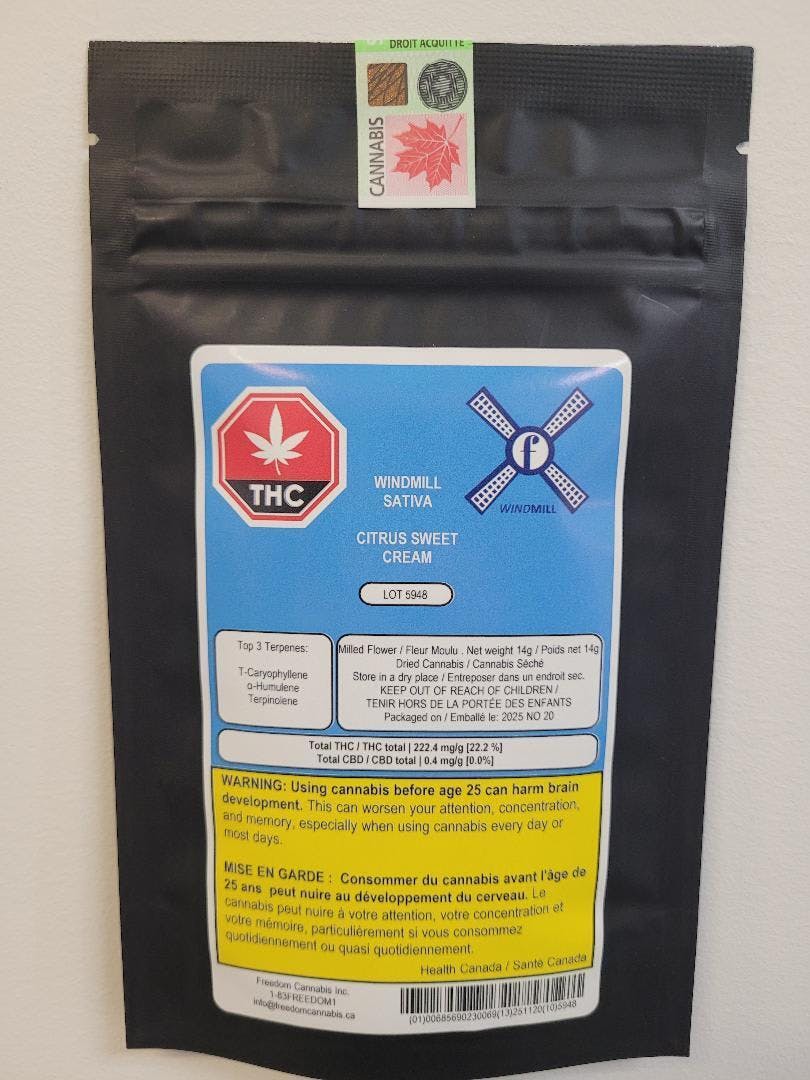 DROIT ACQUITTÉ
CANNABIS
THC
f
WINDMILL
WINDMILL
SATIVA
CITRUS SWEET
CREAM
LOT 5948
Top 3 Terpenes:
T-Caryophyllene
α-Humulene
Terpinolene
Milled Flower / Fleur Moulu . Net weight 14g / Poids net 14g
Dried Cannabis / Cannabis Séché
Store in a dry place / Entreposer dans un endroit sec.
KEEP OUT OF REACH OF CHILDREN /
TENIR HORS DE LA PORTÉE DES ENFANTS
Packaged on / Emballé le: 2025 NO 20
Total THC / THC total | 222.4 mg/g [22.2 %]
Total CBD / CBD total | 0.4 mg/g [0.0%]
WARNING: Using cannabis before age 25 can harm brain
development. This can worsen your attention, concentration,
and memory, especially when using cannabis every day or
most days.
MISE EN GARDE : Consommer du cannabis avant l'âge de
25 ans peut nuire au développement du cerveau. Le
cannabis peut nuire à votre attention, votre concentration et
votre mémoire, particulièrement si vous consommez
quotidiennement ou quasi quotidiennement.
Health Canada / Santé Canada
Freedom Cannabis Inc.
1-83FREEDOM1
info@freedomcannabis.ca
(01)00685690230069(13)251120(10)5948